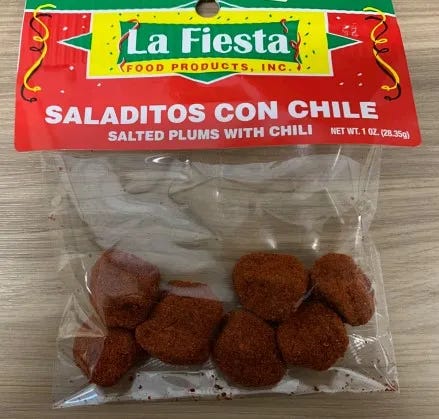 La Fiesta
FOOD PRODUCTS, INC.
SALADITOS CON CHILE
SALTED PLUMS WITH CHILI NET WT. 1 OZ. (28.35g)